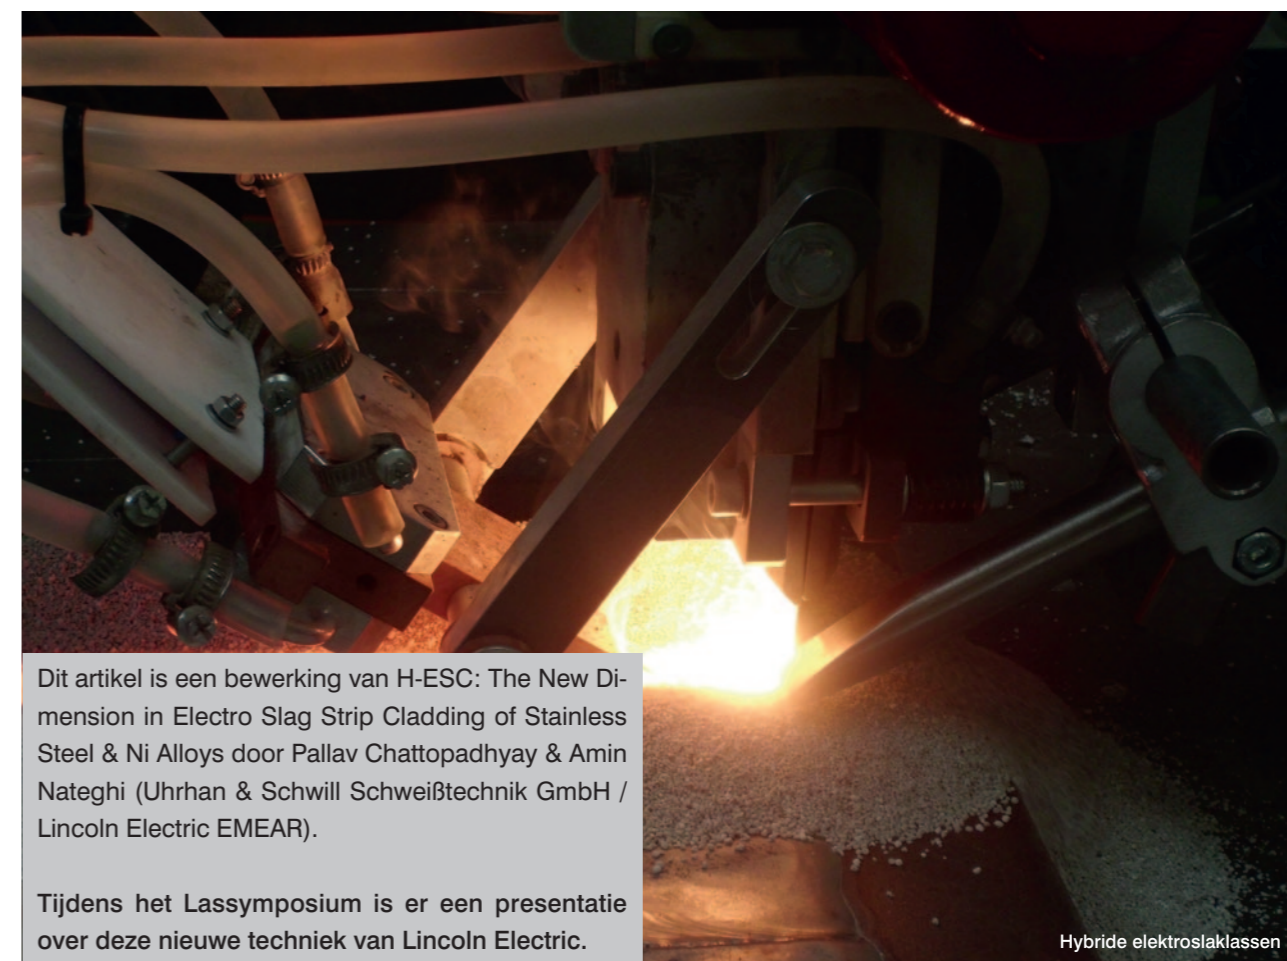 Dit artikel is een bewerking van H-ESC: The New Di-
mension in Electro Slag Strip Cladding of Stainless
Steel & Ni Alloys door Pallav Chattopadhyay & Amin
Nateghi (Uhrhan & Schwill Schweißtechnik GmbH /
Lincoln Electric EMEAR).
Tijdens het Lassymposium is er een presentatie
over deze nieuwe techniek van Lincoln Electric.
Hybride elektroslaklassen